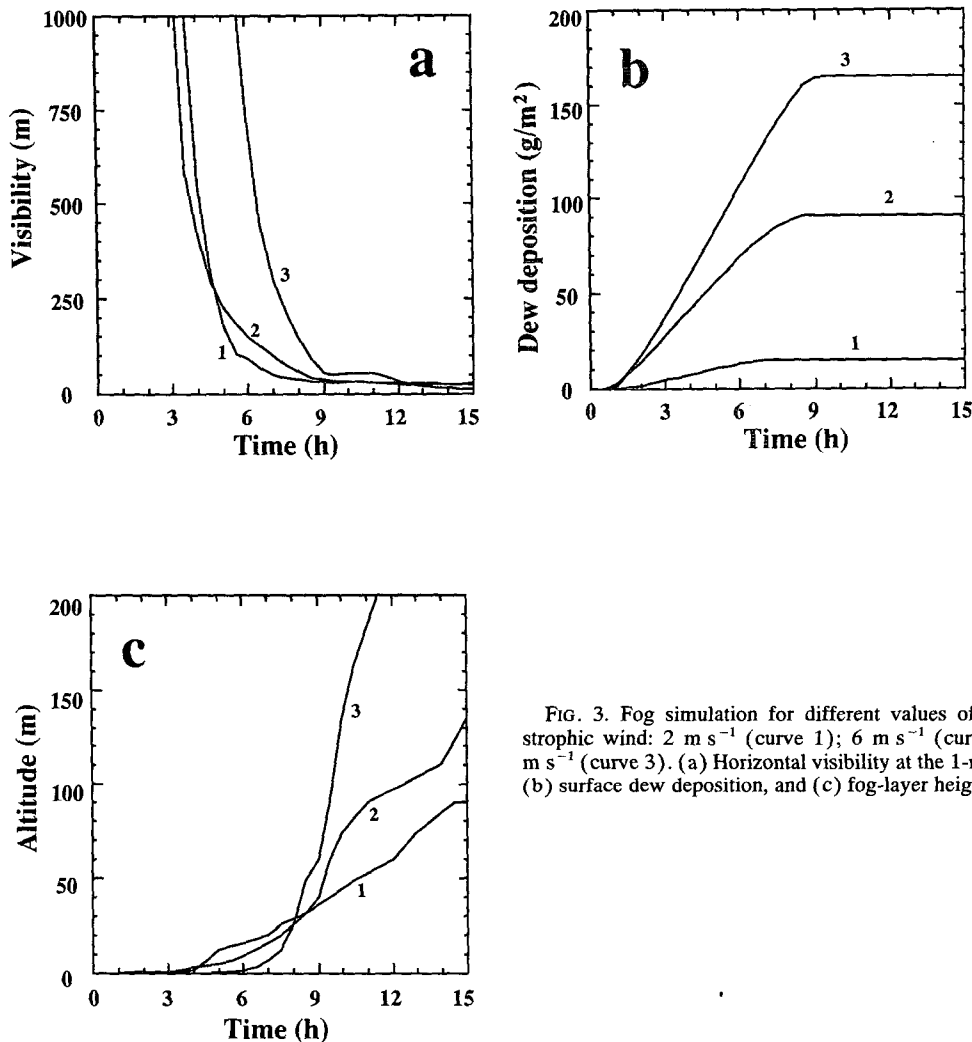 1000
750
500
250
0
Visibility (m)
a
3
2
1
0 3 6 9 12 15
Time (h)
200
150
100
50
0
Dew deposition (g/m²)
b
3
2
1
0 3 6 9 12 15
Time (h)
200
150
100
50
0
Altitude (m)
c
3
2
1
0 3 6 9 12 15
Time (h)
FIG. 3. Fog simulation for different values of
strophic wind: 2 m s⁻¹ (curve 1); 6 m s⁻¹ (cur
m s⁻¹ (curve 3). (a) Horizontal visibility at the 1-
(b) surface dew deposition, and (c) fog-layer heig